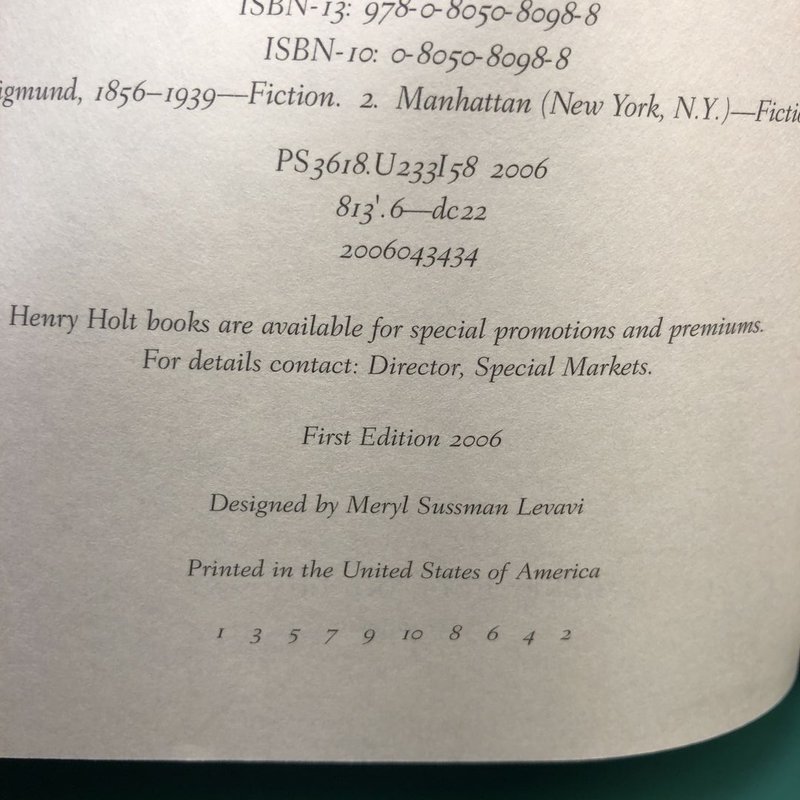 ISBN-13: 978-0-8050-8098-8
ISBN-10: 0-8050-8098-8
igmund, 1856–1939—Fiction. 2. Manhattan (New York, N.Y.)—Fictio
PS3618.U233I58 2006
813'.6—dc22
2006043434
Henry Holt books are available for special promotions and premiums.
For details contact: Director, Special Markets.
First Edition 2006
Designed by Meryl Sussman Levavi
Printed in the United States of America
1 3 5 7 9 10 8 6 4 2